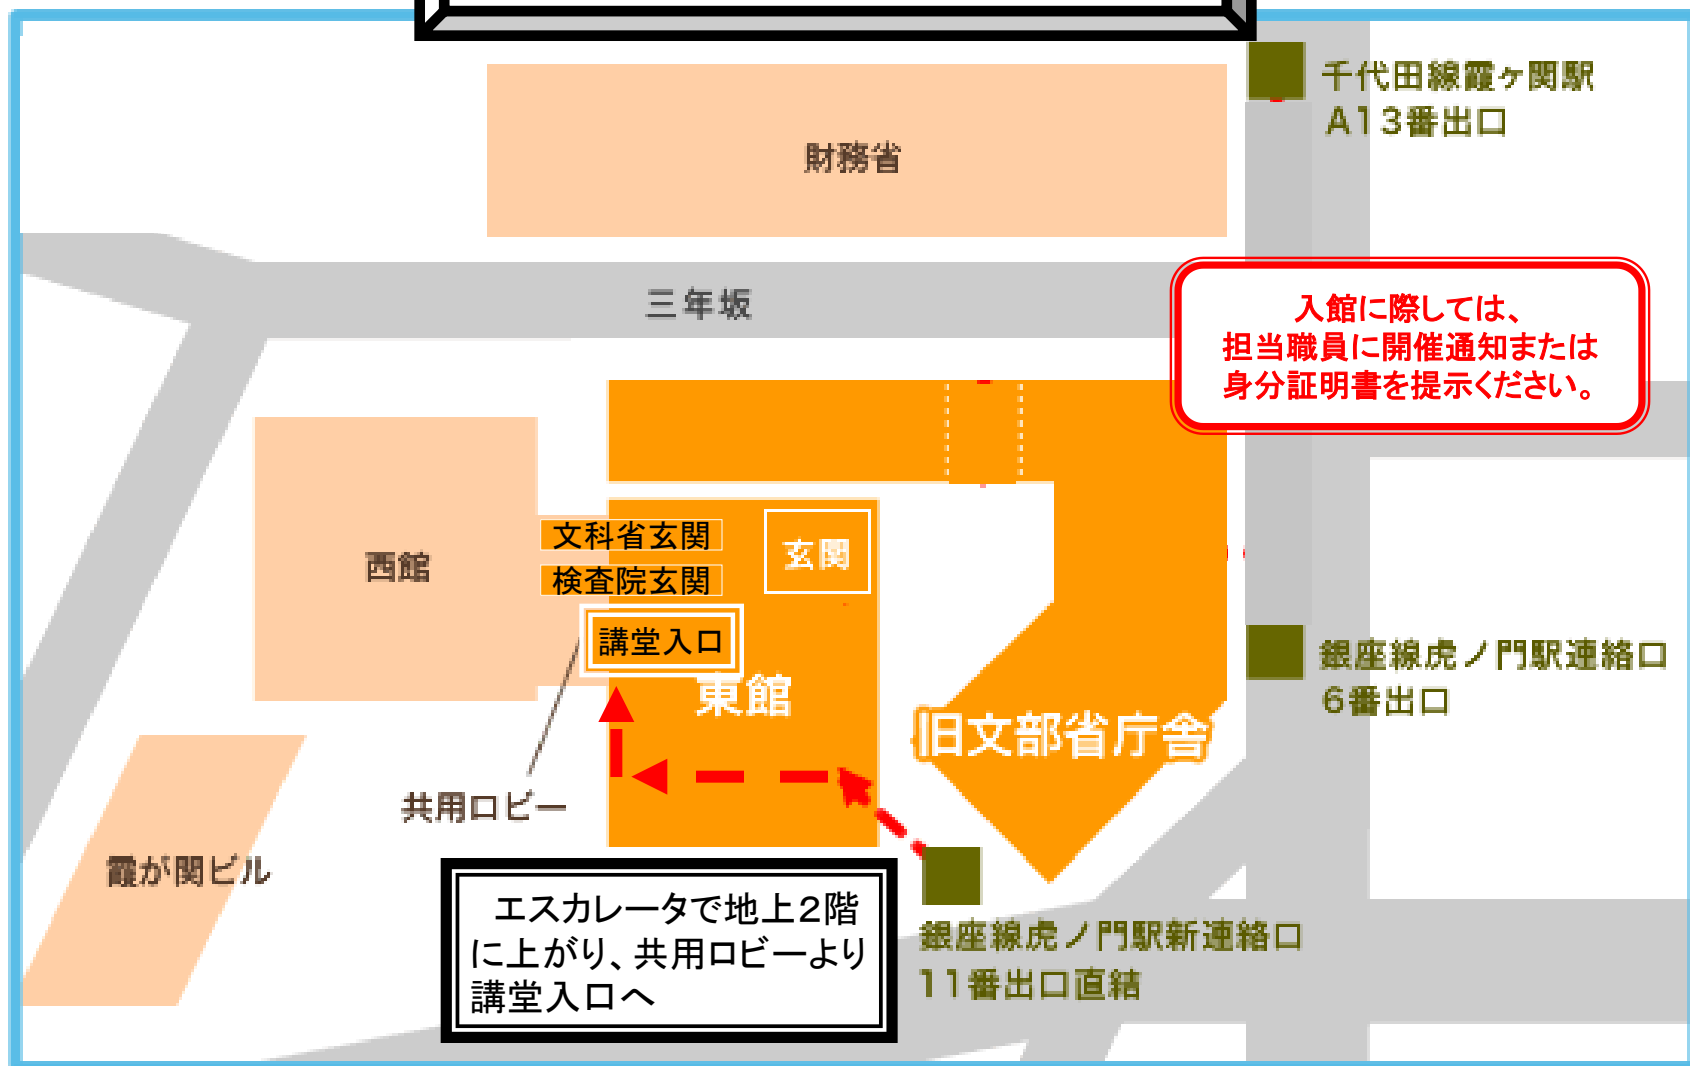 千代田線霞ヶ関駅
A13番出口
財務省
三年坂
入館に際しては、
担当職員に開催通知または
身分証明書を提示ください。
文科省玄関
玄関
西館
検査院玄関
講堂入口
銀座線虎ノ門駅連絡口
6番出口
東館
旧文部省庁舎
共用ロビー
霞が関ビル
エスカレータで地上2階
に上がり、共用ロビーより
講堂入口へ
銀座線虎ノ門駅新連絡口
11番出口直結